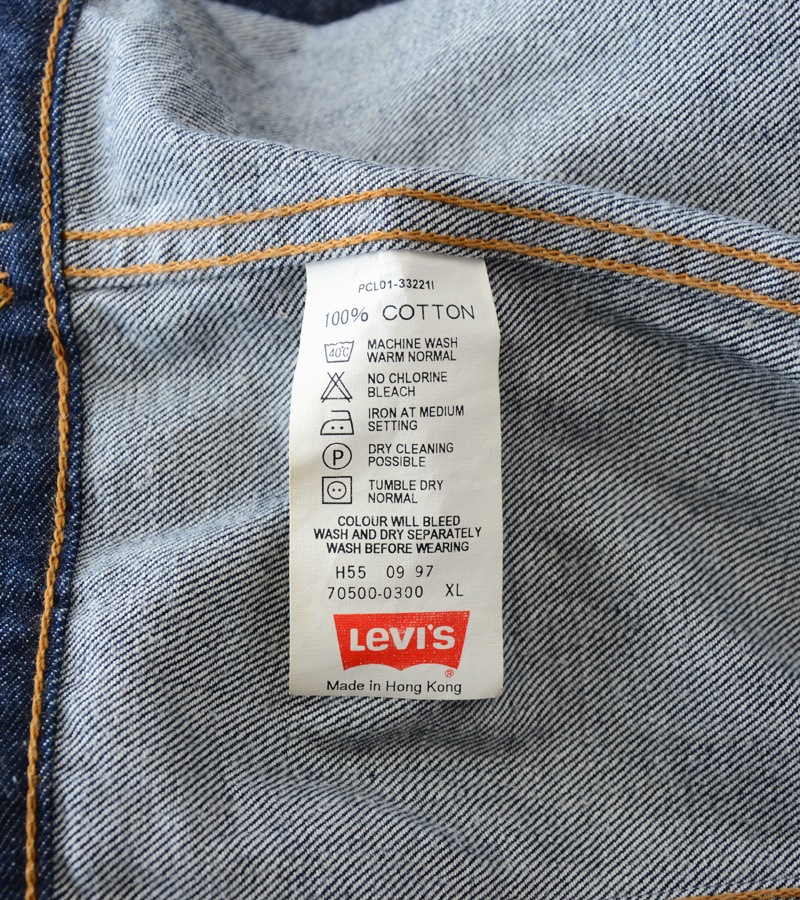 PCL01-33221I
100% COTTON
40°C
MACHINE WASH
WARM NORMAL
NO CHLORINE
BLEACH
IRON AT MEDIUM
SETTING
P
DRY CLEANING
POSSIBLE
TUMBLE DRY
NORMAL
COLOUR WILL BLEED
WASH AND DRY SEPARATELY
WASH BEFORE WEARING
H55 09 97
70500-0300 XL
LeVI'S
®
Made in Hong Kong